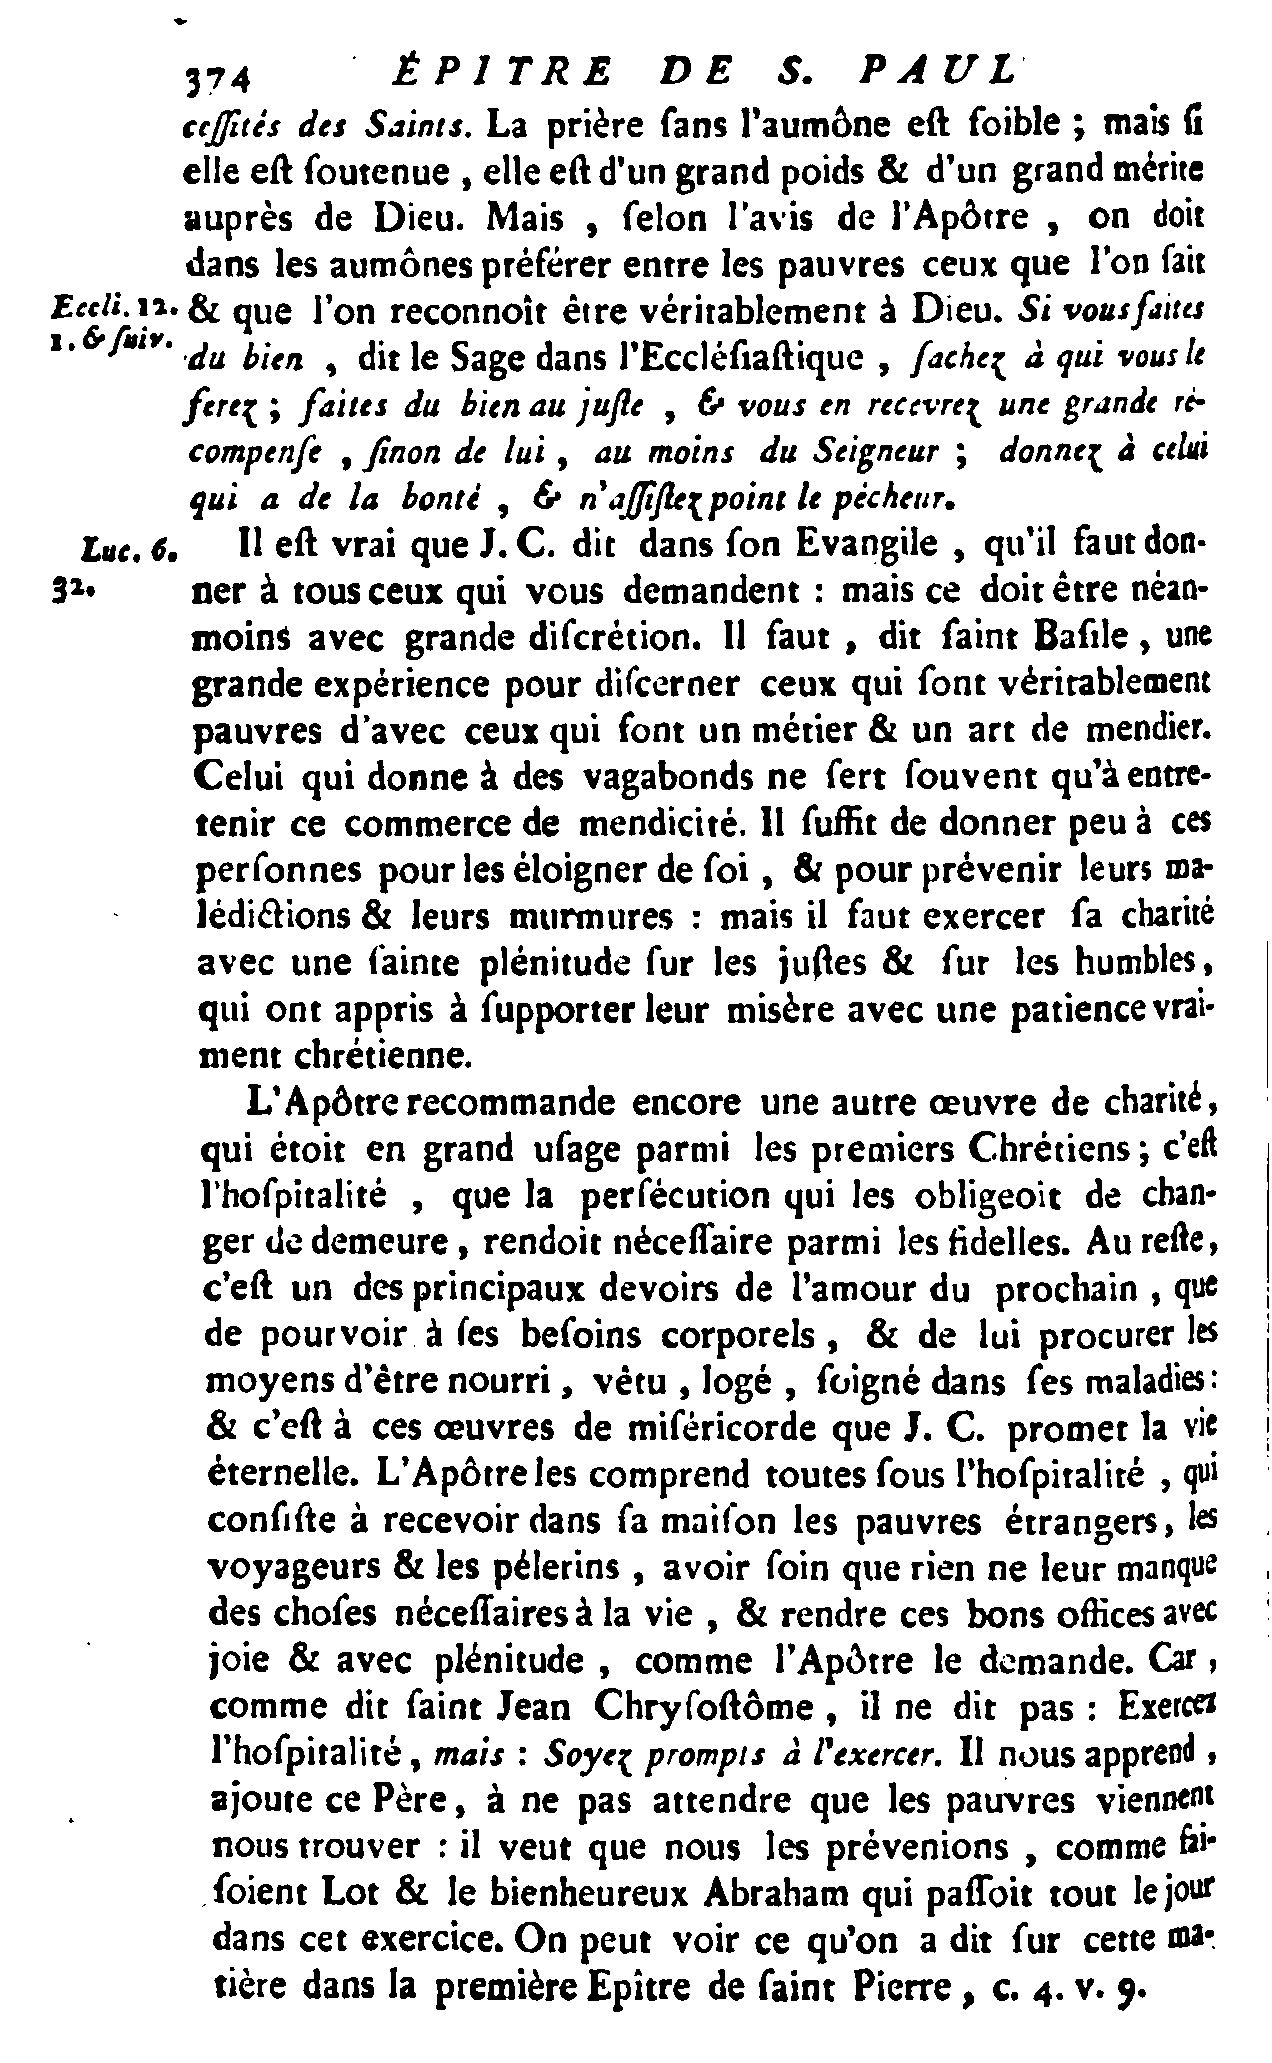 374 ÉPITRE DE S. PAUL
ceſſités des Saints. La prière ſans l'aumône eſt foible ; mais ſi
elle eſt ſoutenue , elle eſt d'un grand poids & d'un grand mérite
auprès de Dieu. Mais , ſelon l'avis de l'Apôtre , on doit
dans les aumônes préférer entre les pauvres ceux que l'on ſait
Eccli. 12. & que l'on reconnoît être véritablement à Dieu. Si vous faites
1. & ſuiv. du bien , dit le Sage dans l'Eccléſiaſtique , ſachez à qui vous le
ferez ; faites du bien au juſte , & vous en recevrez une grande ré-
compenſe , ſinon de lui , au moins du Seigneur ; donnez à celui
qui a de la bonté , & n'aſſiſtez point le pécheur.
Luc. 6. Il eſt vrai que J. C. dit dans ſon Evangile , qu'il faut don-
32. ner à tous ceux qui vous demandent : mais ce doit être néan-
moins avec grande diſcrétion. Il faut , dit ſaint Baſile , une
grande expérience pour diſcerner ceux qui ſont véritablement
pauvres d'avec ceux qui font un métier & un art de mendier.
Celui qui donne à des vagabonds ne ſert ſouvent qu'à entre-
tenir ce commerce de mendicité. Il ſuffit de donner peu à ces
perſonnes pour les éloigner de ſoi , & pour prévenir leurs ma-
lédictions & leurs murmures : mais il faut exercer ſa charité
avec une ſainte plénitude ſur les juſtes & ſur les humbles,
qui ont appris à ſupporter leur misère avec une patience vrai-
ment chrétienne.
L'Apôtre recommande encore une autre œuvre de charité,
qui étoit en grand uſage parmi les premiers Chrétiens ; c'eſt
l'hoſpitalité , que la perſécution qui les obligeoit de chan-
ger de demeure , rendoit néceſſaire parmi les fidelles. Au reſte,
c'eſt un des principaux devoirs de l'amour du prochain , que
de pourvoir à ſes beſoins corporels , & de lui procurer les
moyens d'être nourri , vêtu , logé , ſoigné dans ſes maladies :
& c'eſt à ces œuvres de miſéricorde que J. C. promet la vie
éternelle. L'Apôtre les comprend toutes ſous l'hoſpitalité , qui
conſiſte à recevoir dans ſa maiſon les pauvres étrangers, les
voyageurs & les pélerins , avoir ſoin que rien ne leur manque
des choſes néceſſaires à la vie , & rendre ces bons offices avec
joie & avec plénitude , comme l'Apôtre le demande. Car ,
comme dit ſaint Jean Chryſoſtôme , il ne dit pas : Exercez
l'hoſpitalité , mais : Soyez prompts à l'exercer. Il nous apprend ,
ajoute ce Père, à ne pas attendre que les pauvres viennent
nous trouver : il veut que nous les prévenions , comme fai-
ſoient Lot & le bienheureux Abraham qui paſſoit tout le jour
dans cet exercice. On peut voir ce qu'on a dit ſur cette ma-
tière dans la première Epître de ſaint Pierre , c. 4. v. 9.